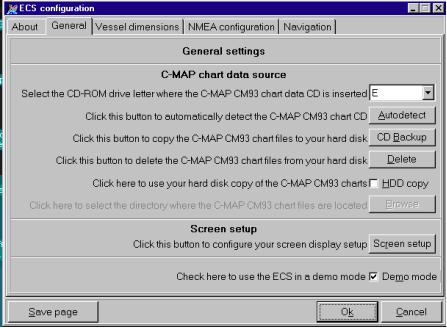 ECS configuration
About General Vessel dimensions NMEA configuration Navigation
General settings
C-MAP chart data source
Select the CD-ROM drive letter where the C-MAP CM93 chart data CD is inserted E
Click this button to automatically detect the C-MAP CM93 chart CD Autodetect
Click this button to copy the C-MAP CM93 chart files to your hard disk CD Backup
Click this button to delete the C-MAP CM93 chart files from your hard disk Delete
Click here to use your hard disk copy of the C-MAP CM93 charts HDD copy
Click here to select the directory where the C-MAP CM93 chart files are located Browse
Screen setup
Click this button to configure your screen display setup Screen setup
Check here to use the ECS in a demo mode Demo mode
Save page Ok Cancel